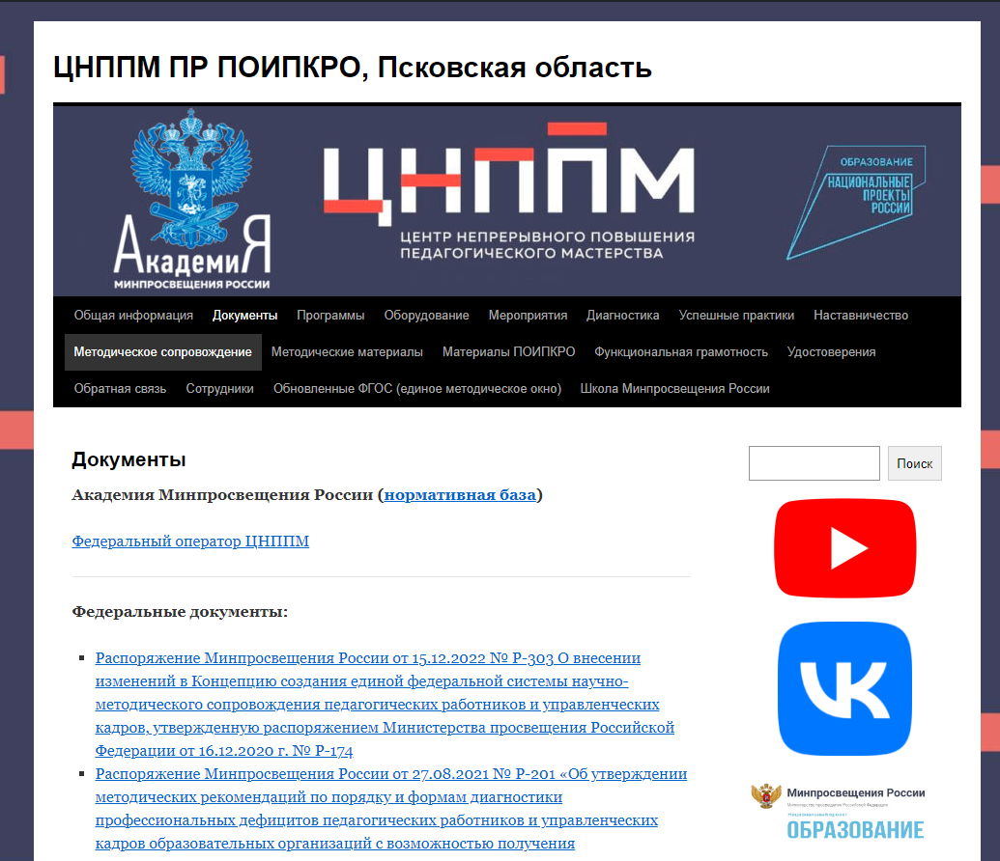 ЦНППМ ПР ПОИПКРО, Псковская область
АкадемиЯ
МИНПРОСВЕЩЕНИЯ РОССИИ
ЦНППМ
ЦЕНТР НЕПРЕРЫВНОГО ПОВЫШЕНИЯ
ПЕДАГОГИЧЕСКОГО МАСТЕРСТВА
ОБРАЗОВАНИЕ
НАЦИОНАЛЬНЫЕ
ПРОЕКТЫ
РОССИИ
Общая информация Документы Программы Оборудование Мероприятия Диагностика Успешные практики Наставничество
Методическое сопровождение Методические материалы Материалы ПОИПКРО Функциональная грамотность Удостоверения
Обратная связь Сотрудники Обновленные ФГОС (единое методическое окно) Школа Минпросвещения России
Документы
Академия Минпросвещения России (нормативная база)
Федеральный оператор ЦНППМ
Федеральные документы:
Распоряжение Минпросвещения России от 15.12.2022 № Р-303 О внесении
изменений в Концепцию создания единой федеральной системы научно-
методического сопровождения педагогических работников и управленческих
кадров, утвержденную распоряжением Министерства просвещения Российской
Федерации от 16.12.2020 г. № Р-174
Распоряжение Минпросвещения России от 27.08.2021 № Р-201 «Об утверждении
методических рекомендаций по порядку и формам диагностики
профессиональных дефицитов педагогических работников и управленческих
кадров образовательных организаций с возможностью получения
Поиск
VK
Минпросвещения России
ОБРАЗОВАНИЕ